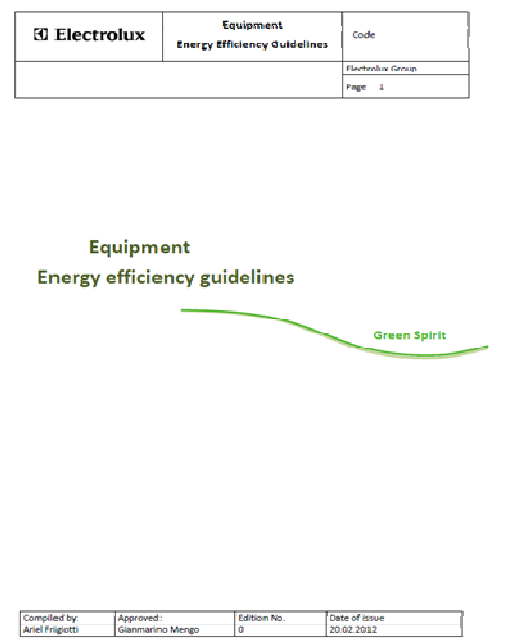 Electrolux
Equipment
Energy Efficiency Guidelines
Code
Electrolux Group
Page 1
Equipment
Energy efficiency guidelines
Green Spirit
Compiled by: Approved: Edition No. Date of issue
Ariel Friigiotti Gianmarino Mengo 0 20.02.2012